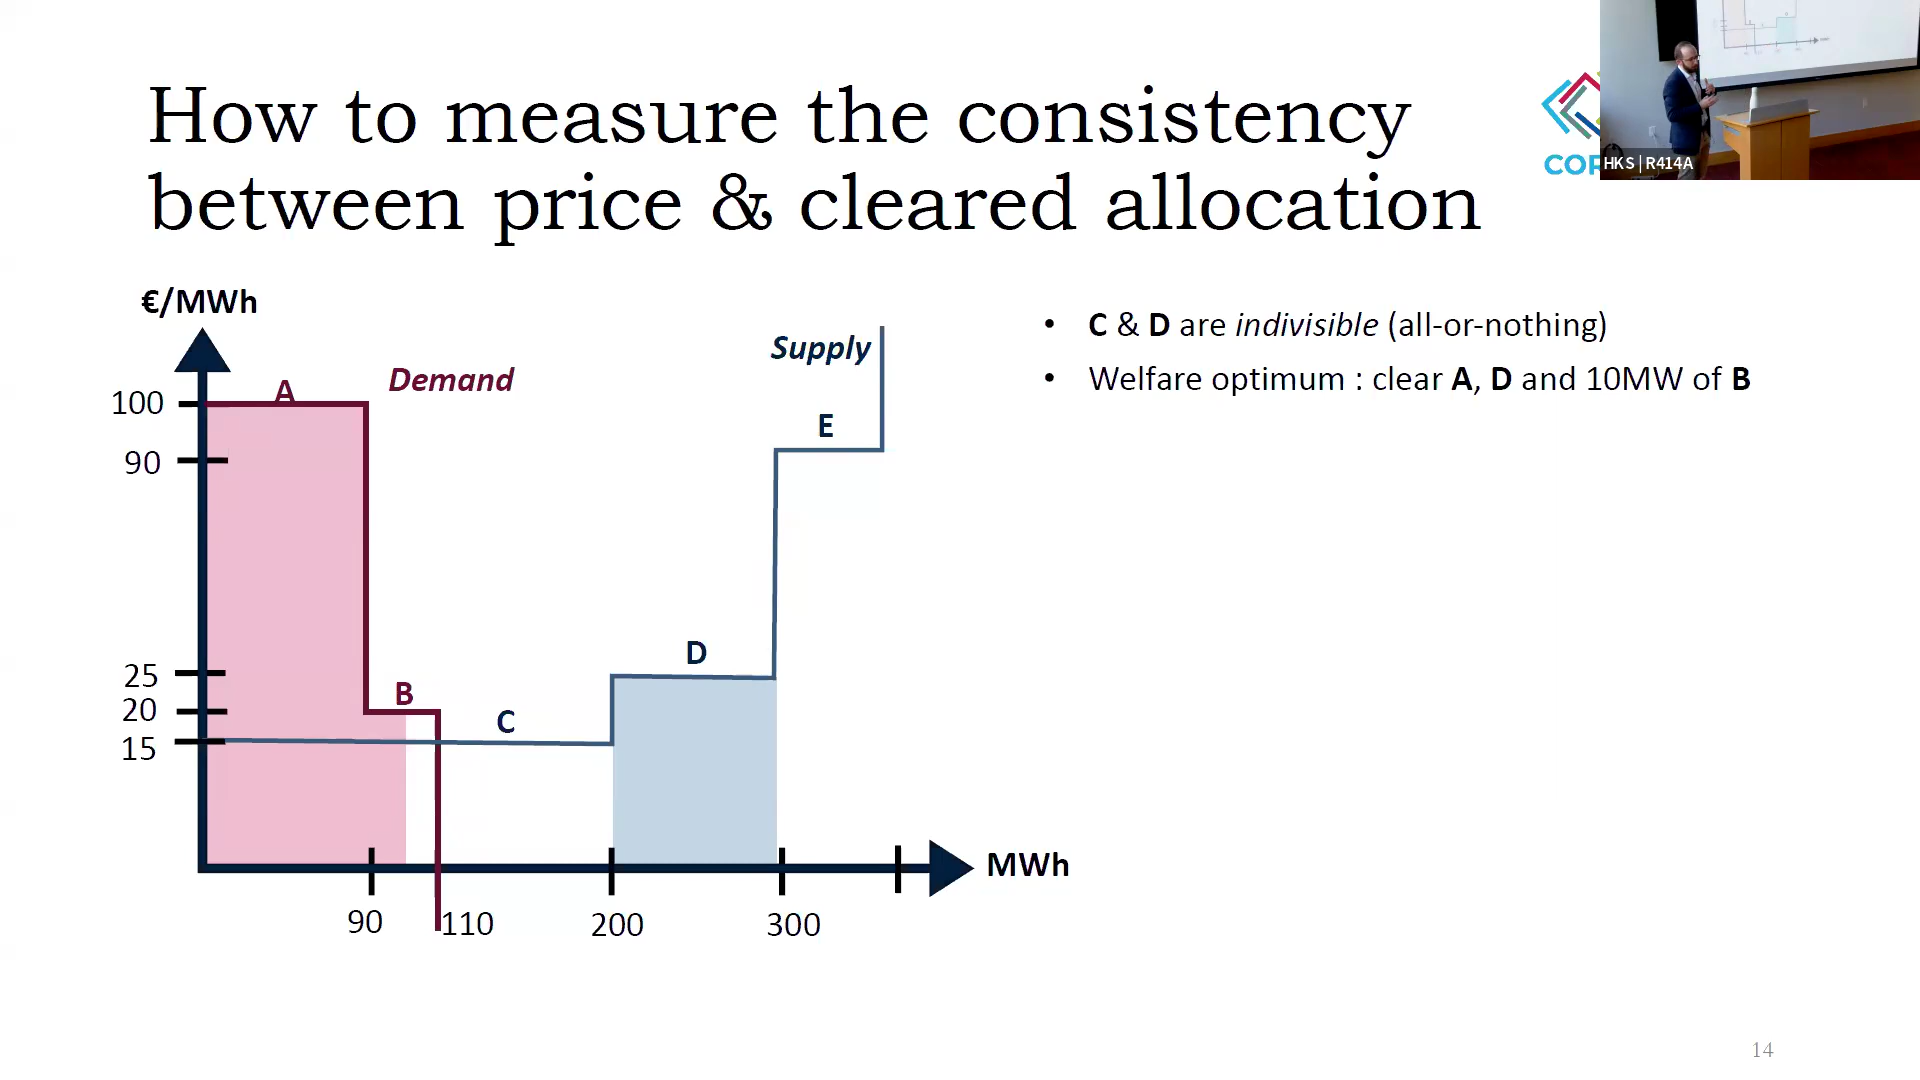 How to measure the consistency
between price & cleared allocation
HKS | R414A
€/MWh
Supply
Demand
A
100
E
90
D
25
B
20
C
15
MWh
90
110
200
300
• C & D are indivisible (all-or-nothing)
• Welfare optimum : clear A, D and 10MW of B
14